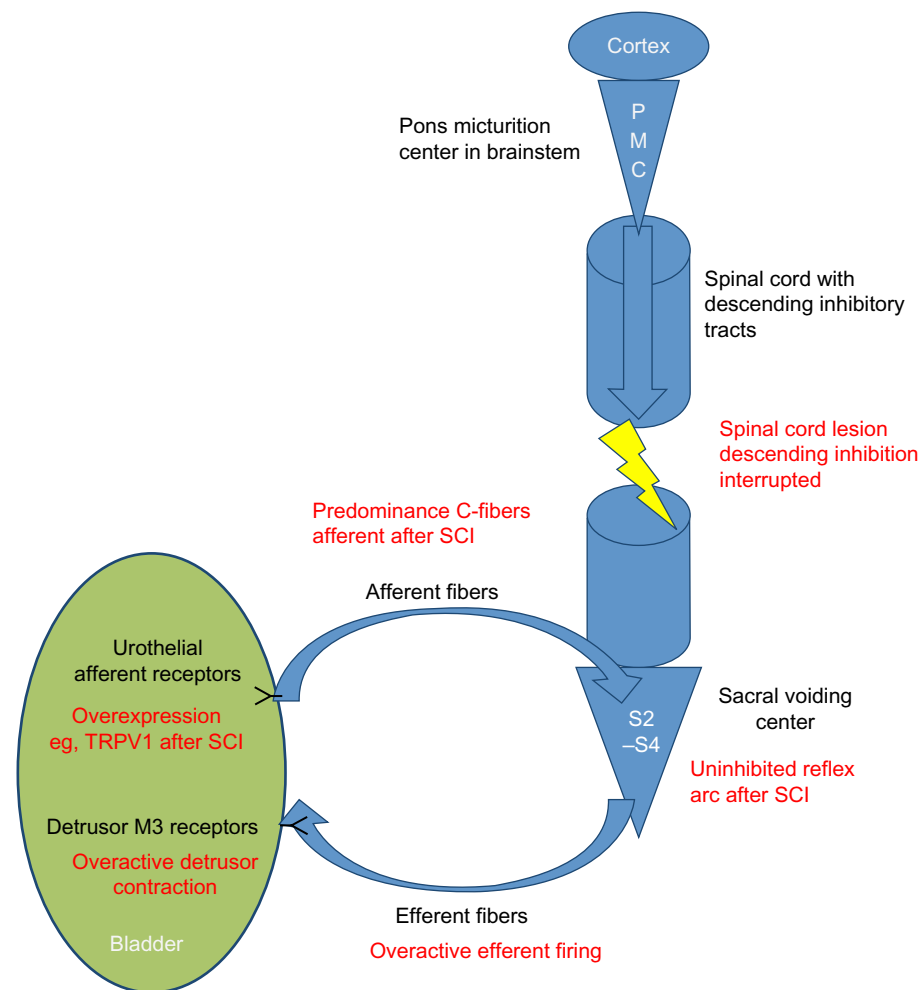 Cortex
P
M
C
Pons micturition
center in brainstem
Spinal cord with
descending inhibitory
tracts
Spinal cord lesion
descending inhibition
interrupted
Predominance C-fibers
afferent after SCI
Afferent fibers
Urothelial
afferent receptors
Overexpression
eg, TRPV1 after SCI
S2
–S4
Sacral voiding
center
Uninhibited reflex
arc after SCI
Detrusor M3 receptors
Overactive detrusor
contraction
Bladder
Efferent fibers
Overactive efferent firing